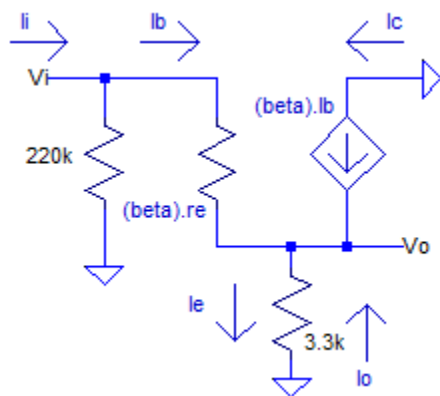 Ii
Ib
Ic
Vi
(beta).Ib
220k
(beta).re
Vo
Ie
3.3k
Io